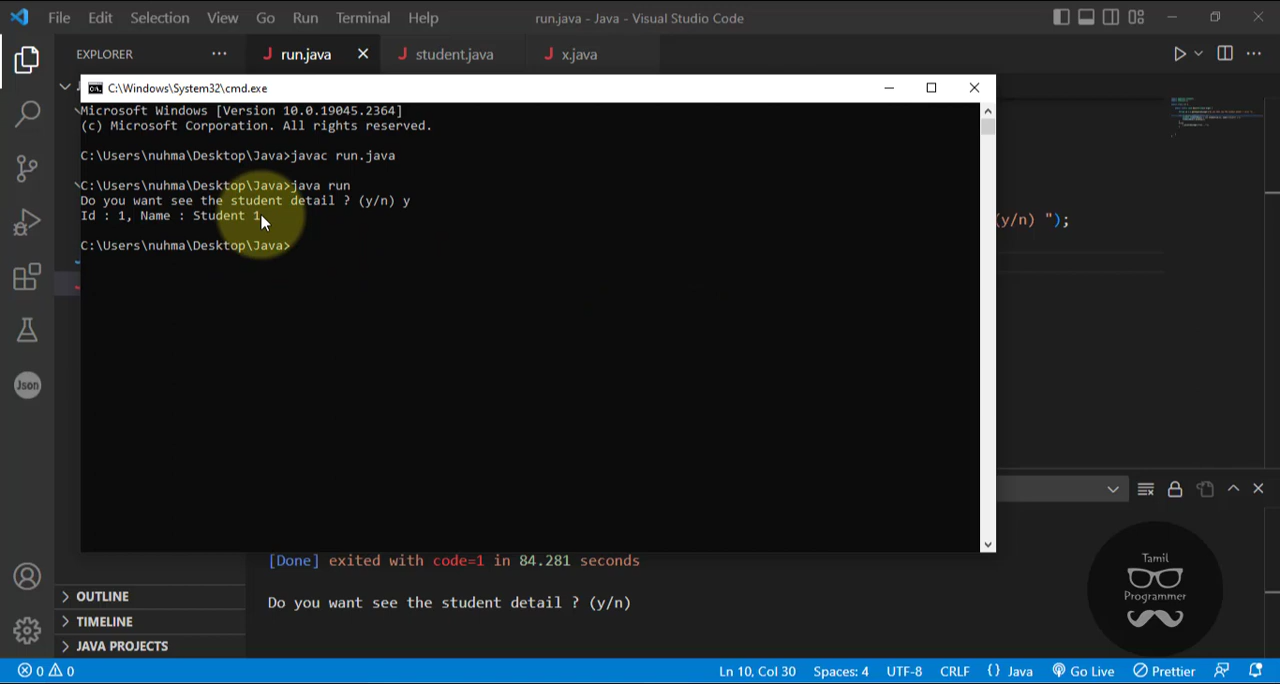 File Edit Selection View Go Run Terminal Help run.java - Java - Visual Studio Code
EXPLORER ··· J run.java J student.java J x.java
C:\Windows\System32\cmd.exe
Microsoft Windows [Version 10.0.19045.2364]
(c) Microsoft Corporation. All rights reserved.
C:\Users\nuhma\Desktop\Java>javac run.java
C:\Users\nuhma\Desktop\Java>java run
Do you want see the student detail ? (y/n) y
Id : 1, Name : Student 1
(y/n) ");
C:\Users\nuhma\Desktop\Java>
Json
[Done] exited with code=1 in 84.281 seconds
Do you want see the student detail ? (y/n)
Tamil
Programmer
OUTLINE
TIMELINE
JAVA PROJECTS
0 0 Ln 10, Col 30 Spaces: 4 UTF-8 CRLF {} Java Go Live Prettier